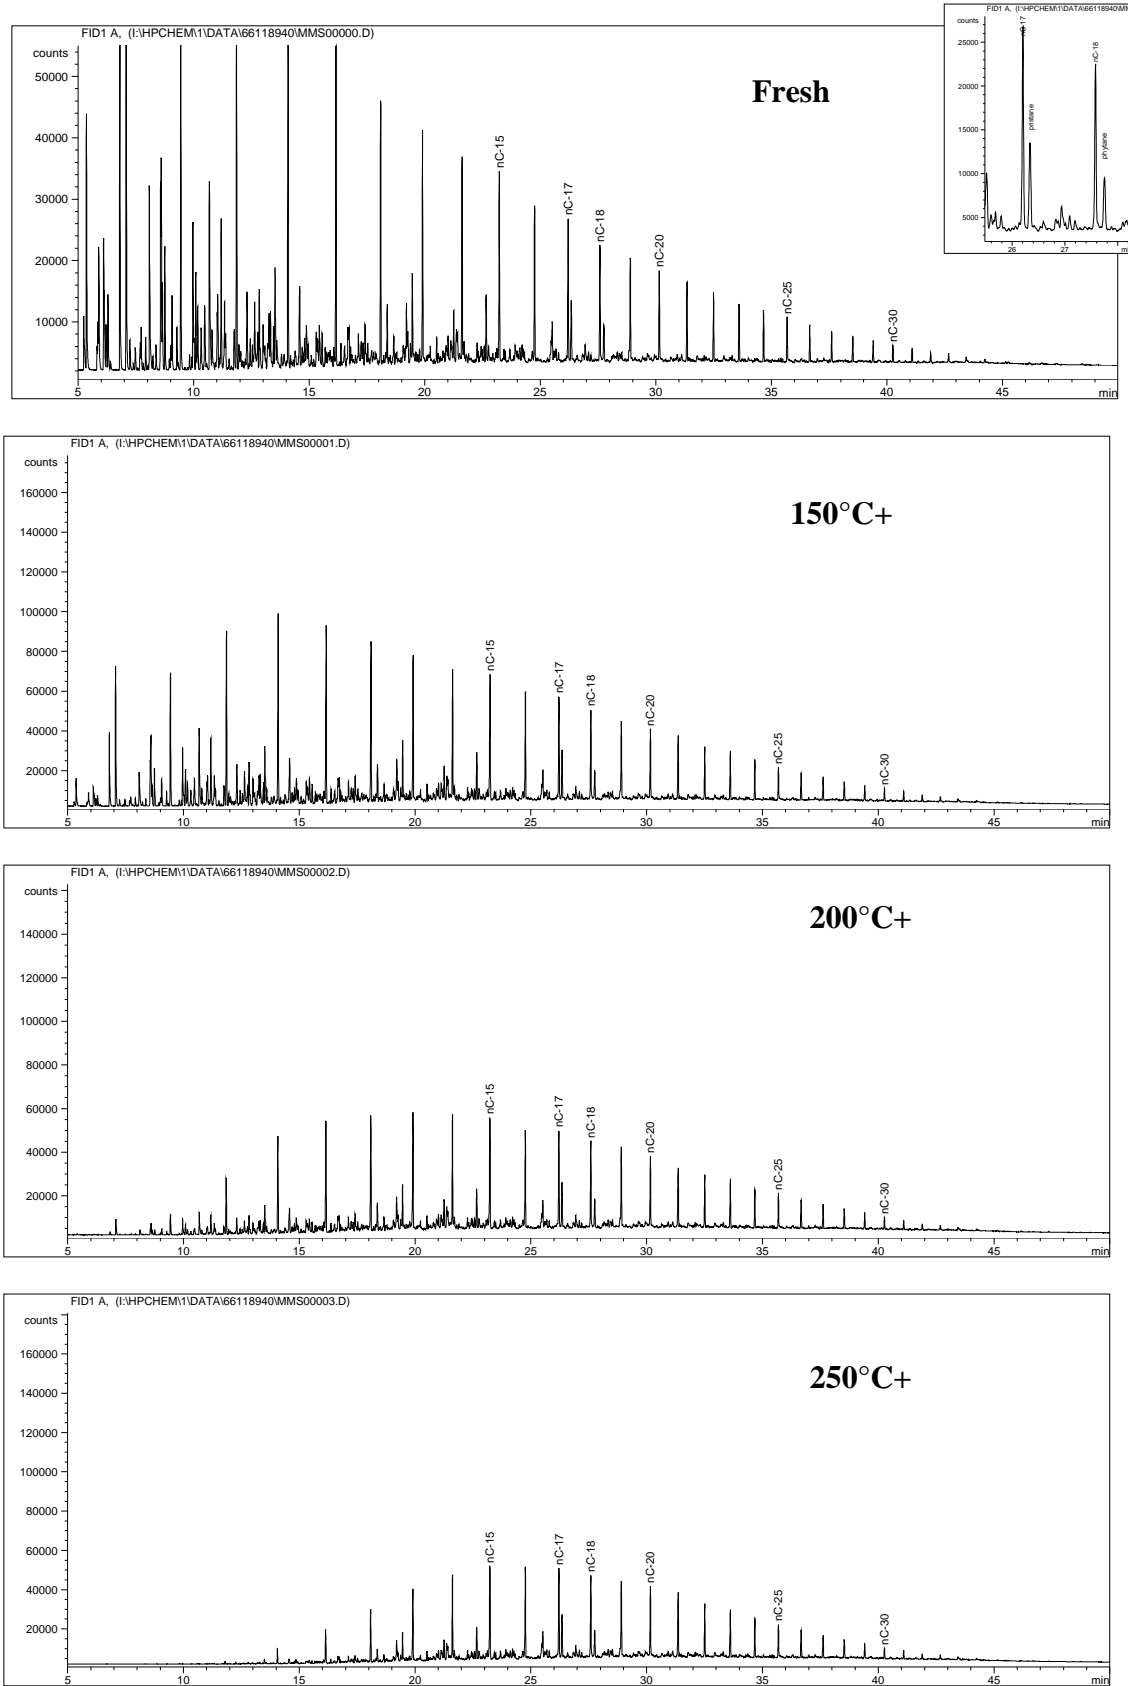 FID1 A, (I:\HPCHEM\1\DATA\66118940\MMS00000.D)
counts
50000
40000
30000
20000
10000
Fresh
nC-15
nC-17
nC-18
nC-20
nC-25
nC-30
5 10 15 20 25 30 35 40 45 min
FID1 A, (I:\HPCHEM\1\DATA\66118940\MM
counts
25000
20000
15000
10000
5000
nC-17
pristane
nC-18
phytane
26 27
FID1 A, (I:\HPCHEM\1\DATA\66118940\MMS00001.D)
counts
160000
140000
120000
100000
80000
60000
40000
20000
150°C+
nC-15
nC-17
nC-18
nC-20
nC-25
nC-30
5 10 15 20 25 30 35 40 45 min
FID1 A, (I:\HPCHEM\1\DATA\66118940\MMS00002.D)
counts
140000
120000
100000
80000
60000
40000
20000
200°C+
nC-15
nC-17
nC-18
nC-20
nC-25
nC-30
5 10 15 20 25 30 35 40 45 min
FID1 A, (I:\HPCHEM\1\DATA\66118940\MMS00003.D)
counts
160000
140000
120000
100000
80000
60000
40000
20000
250°C+
nC-15
nC-17
nC-18
nC-20
nC-25
nC-30
5 10 15 20 25 30 35 40 45 min